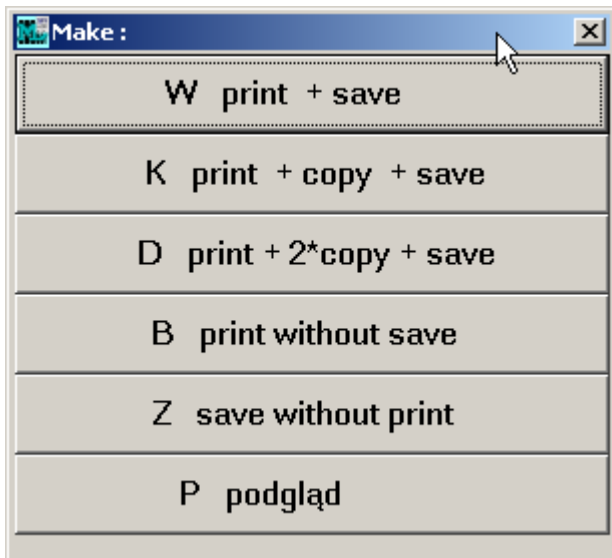 Make :
W print + save
K print + copy + save
D print + 2*copy + save
B print without save
Z save without print
P podgląd